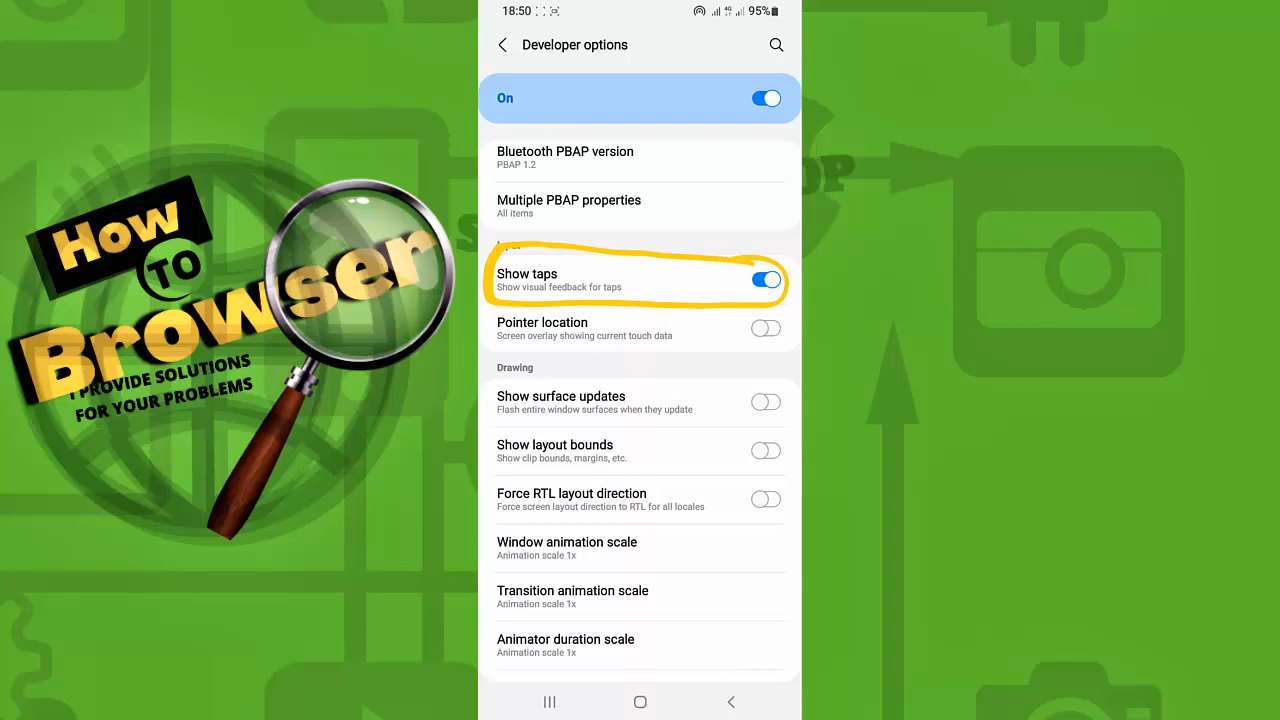 How
TO
Browser
I PROVIDE SOLUTIONS
FOR YOUR PROBLEMS
18:50
4G
95%
Developer options
On
Bluetooth PBAP version
PBAP 1.2
Multiple PBAP properties
All items
Input
Show taps
Show visual feedback for taps
Pointer location
Screen overlay showing current touch data
Drawing
Show surface updates
Flash entire window surfaces when they update
Show layout bounds
Show clip bounds, margins, etc.
Force RTL layout direction
Force screen layout direction to RTL for all locales
Window animation scale
Animation scale 1x
Transition animation scale
Animation scale 1x
Animator duration scale
Animation scale 1x